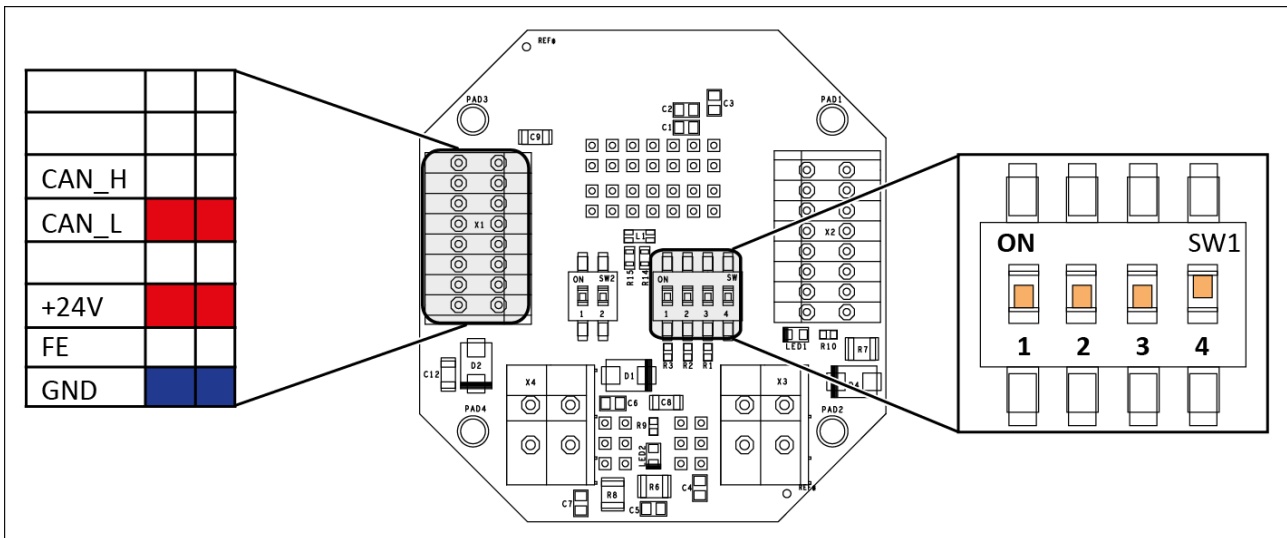 REF⌀
PAD3
PAD1
C2
C3
C1
C9
CAN_H
CAN_L
+24V
FE
GND
X1
X2
L1
R15
R14
ON
SW2
1
2
ON
SW
1
2
3
4
ON
SW1
1
2
3
4
R3
R2
R1
LED1
R10
R7
D2
C12
D1
X4
X3
C6
C8
PAD4
PAD2
R9
LED2
R8
R6
C4
C7
C5